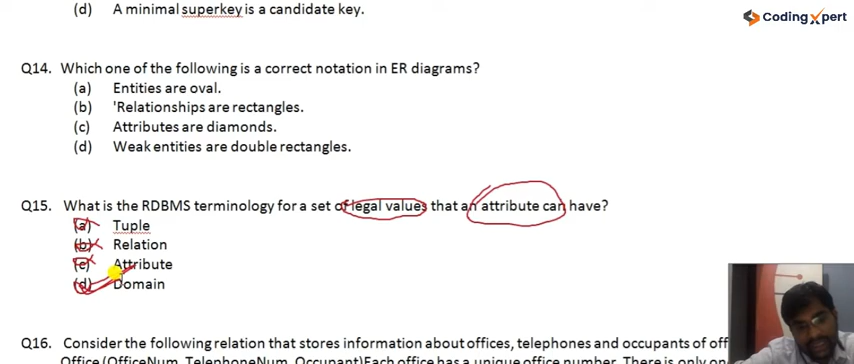 (d) A minimal superkey is a candidate key.
CodingXpert
Q14. Which one of the following is a correct notation in ER diagrams?
(a) Entities are oval.
(b) 'Relationships are rectangles.
(c) Attributes are diamonds.
(d) Weak entities are double rectangles.
Q15. What is the RDBMS terminology for a set of legal values that an attribute can have?
(a) Tuple
(b) Relation
(c) Attribute
(d) Domain
Q16. Consider the following relation that stores information about offices, telephones and occupants of off
Office (OfficeNum, TelephoneNum, Occupant)Each office has a unique office number. There is only